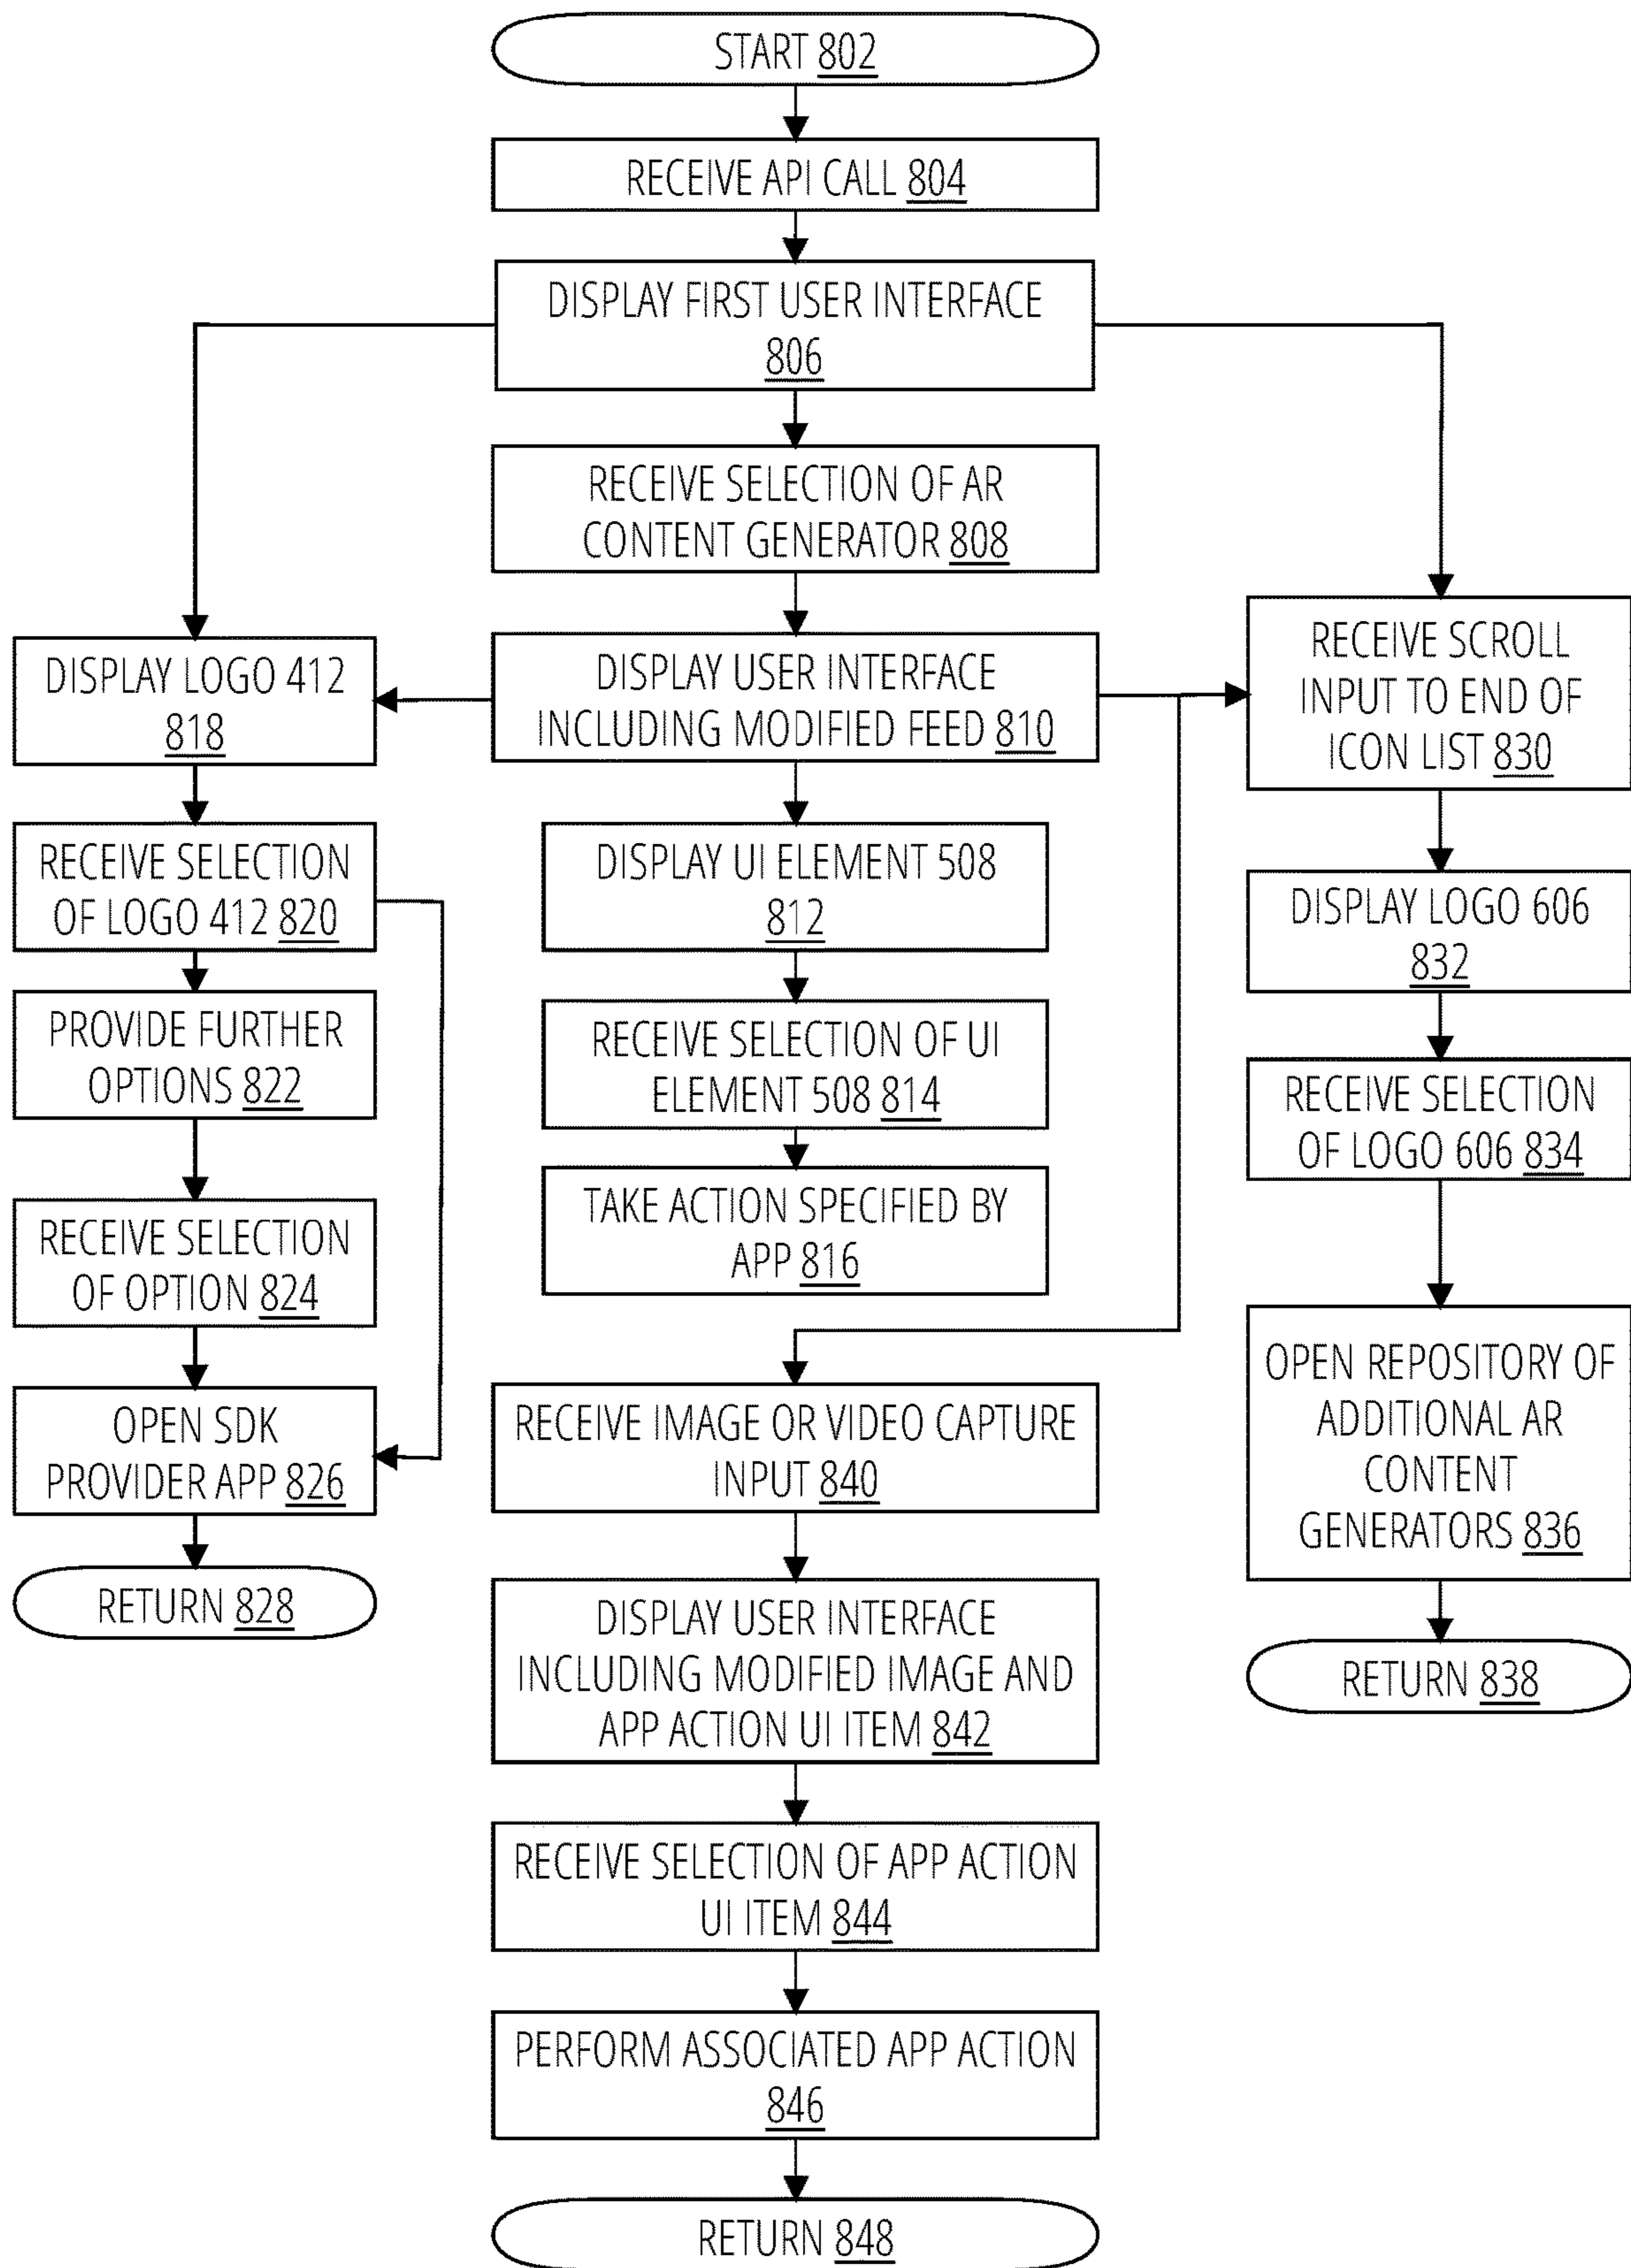 START 802
RECEIVE API CALL 804
DISPLAY FIRST USER INTERFACE
806
RECEIVE SELECTION OF AR
CONTENT GENERATOR 808
DISPLAY USER INTERFACE
INCLUDING MODIFIED FEED 810
DISPLAY UI ELEMENT 508
812
RECEIVE SELECTION OF UI
ELEMENT 508 814
TAKE ACTION SPECIFIED BY
APP 816
DISPLAY LOGO 412
818
RECEIVE SELECTION
OF LOGO 412 820
PROVIDE FURTHER
OPTIONS 822
RECEIVE SELECTION
OF OPTION 824
OPEN SDK
PROVIDER APP 826
RETURN 828
RECEIVE SCROLL
INPUT TO END OF
ICON LIST 830
DISPLAY LOGO 606
832
RECEIVE SELECTION
OF LOGO 606 834
OPEN REPOSITORY OF
ADDITIONAL AR
CONTENT
GENERATORS 836
RETURN 838
RECEIVE IMAGE OR VIDEO CAPTURE
INPUT 840
DISPLAY USER INTERFACE
INCLUDING MODIFIED IMAGE AND
APP ACTION UI ITEM 842
RECEIVE SELECTION OF APP ACTION
UI ITEM 844
PERFORM ASSOCIATED APP ACTION
846
RETURN 848